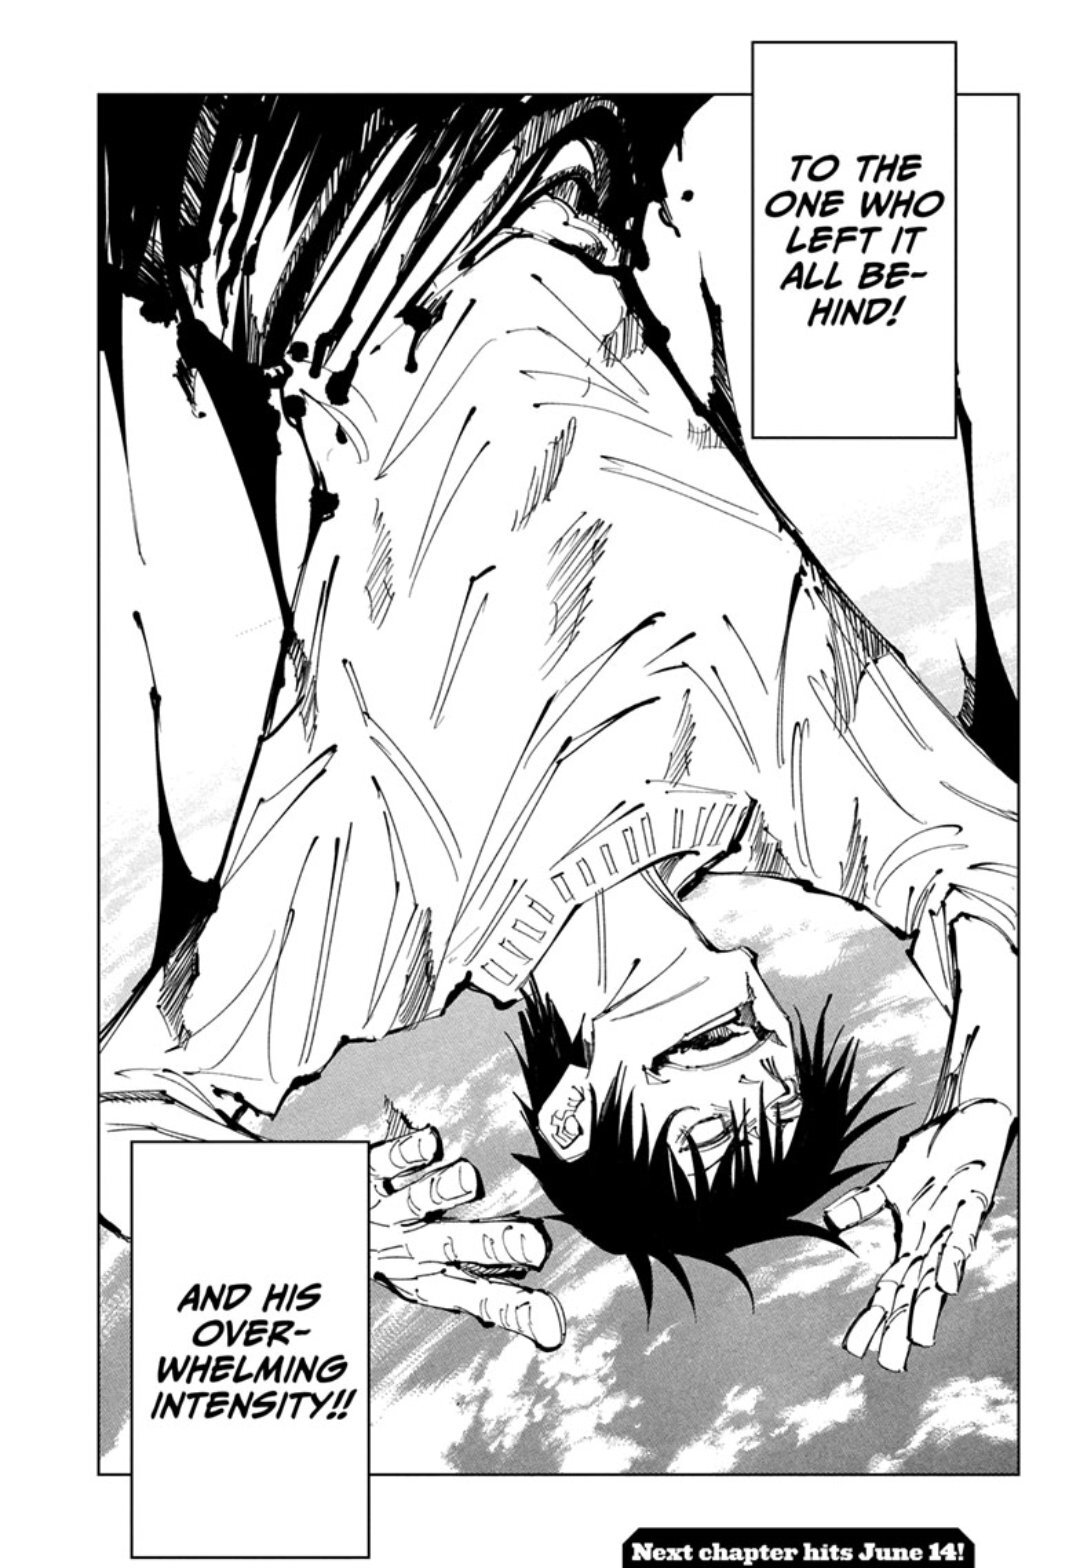 TO THE
ONE WHO
LEFT IT
ALL BE-
HIND!
AND HIS
OVER-
WHELMING
INTENSITY!!
Next chapter hits June 14!